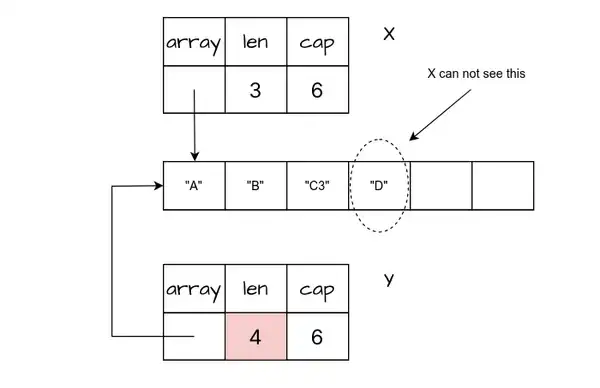 array len cap X
3 6
X can not see this
"A" "B" "C3" "D"
array len cap y
4 6